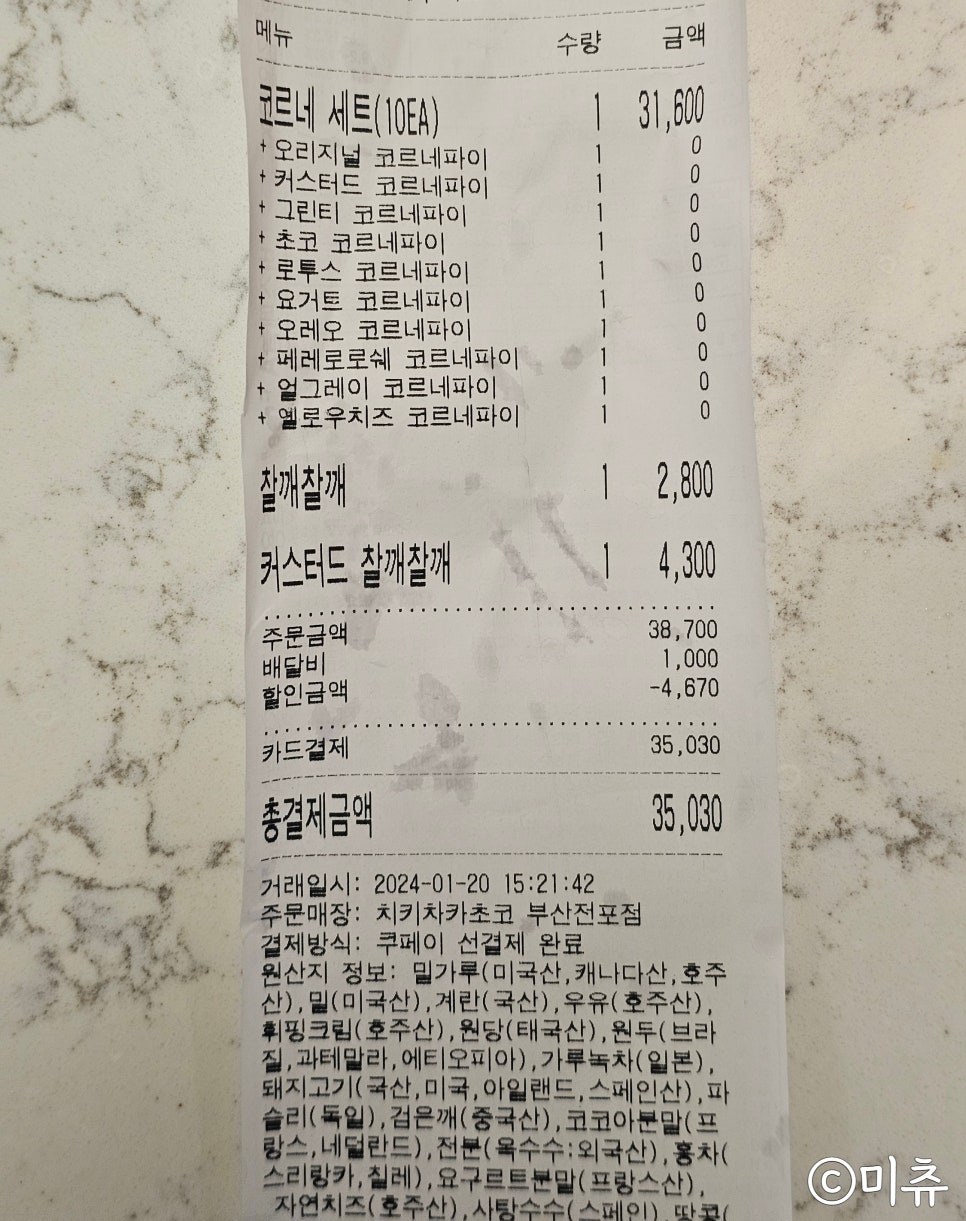 메뉴 수량 금액
코르네 세트(10EA) 1 31,600
+ 오리지널 코르네파이 1 0
+ 커스터드 코르네파이 1 0
+ 그린티 코르네파이 1 0
+ 초코 코르네파이 1 0
+ 로투스 코르네파이 1 0
+ 요거트 코르네파이 1 0
+ 오레오 코르네파이 1 0
+ 페레로로쉐 코르네파이 1 0
+ 얼그레이 코르네파이 1 0
+ 옐로우치즈 코르네파이 1 0
찰깨찰깨 1 2,800
커스터드 찰깨찰깨 1 4,300
주문금액 38,700
배달비 1,000
할인금액 -4,670
카드결제 35,030
총결제금액 35,030
거래일시: 2024-01-20 15:21:42
주문매장: 치키차카초코 부산전포점
결제방식: 쿠페이 선결제 완료
원산지 정보: 밀가루(미국산,캐나다산,호주
산),밀(미국산),계란(국산),우유(호주산),
휘핑크림(호주산),원당(태국산),원두(브라
질,과테말라,에티오피아),가루녹차(일본),
돼지고기(국산,미국,아일랜드,스페인산),파
슬리(독일),검은깨(중국산),코코아분말(프
랑스,네덜란드),전분(옥수수:외국산),홍차(
스리랑카,칠레),요구르트분말(프랑스산),
자연치즈(호주산),사탕수수(스페인),땅콩(
©미츄